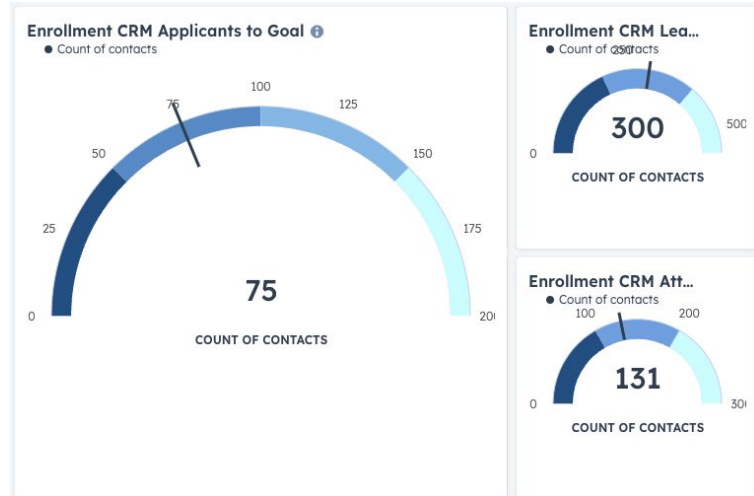 Enrollment CRM Applicants to Goal
Count of contacts
100
75
125
50
150
25
175
0
200
75
COUNT OF CONTACTS
Enrollment CRM Lea...
Count of contacts
250
500
0
300
COUNT OF CONTACTS
Enrollment CRM Att...
Count of contacts
100
200
0
131
COUNT OF CONTACTS